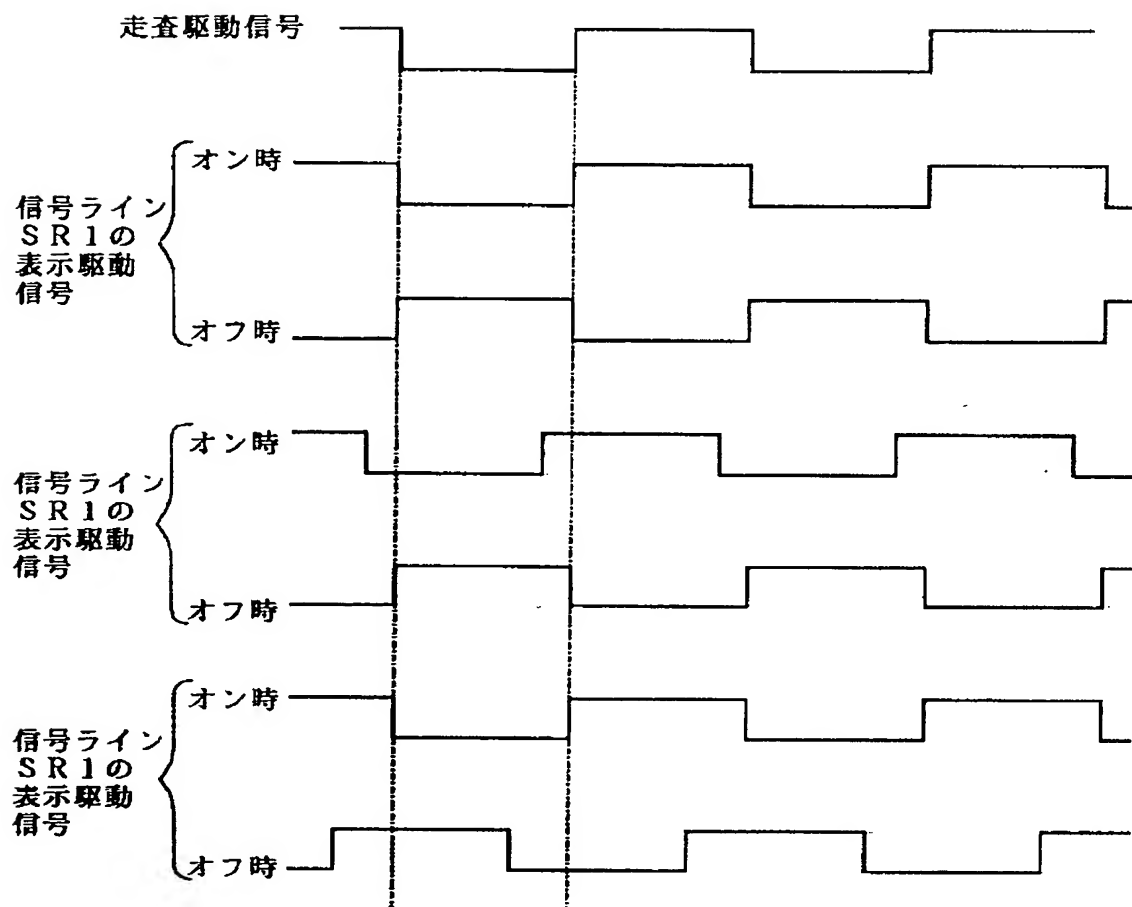 走査駆動信号
オン時
信号ライン
SR1の
表示駆動
信号
オフ時
オン時
信号ライン
SR1の
表示駆動
信号
オフ時
オン時
信号ライン
SR1の
表示駆動
信号
オフ時